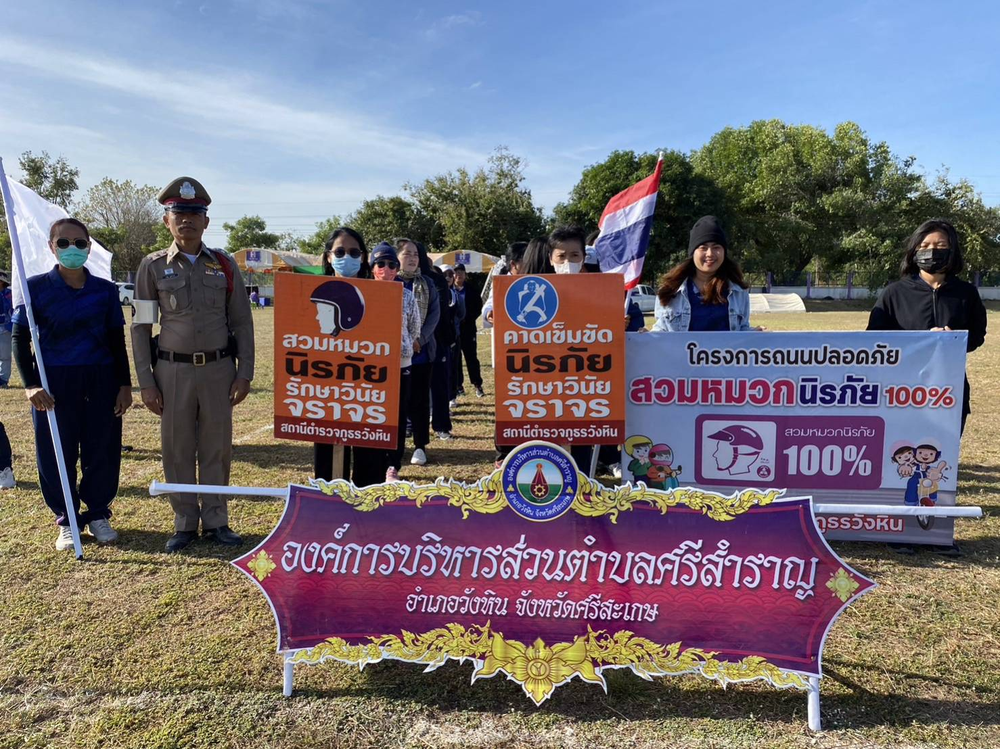 สวมหมวก
นิรภัย
รักษาวินัย
จราจร
สถานีตำรวจภูธรวังหิน
คาดเข็มขัด
นิรภัย
รักษาวินัย
จราจร
สถานีตำรวจภูธรวังหิน
โครงการถนนปลอดภัย
สวมหมวกนิรภัย 100%
สวมหมวกนิรภัย
100%
ภูธรวังหิน
องค์การบริหารส่วนตำบลศรีสำราญ
อำเภอวังหิน จังหวัดศรีสะเกษ
องค์การบริหารส่วนตำบลศรีสำราญ
อำเภอวังหิน จังหวัดศรีสะเกษ